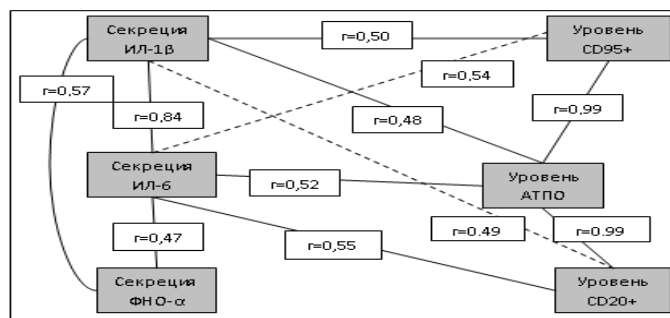 Секреция
ИЛ-1β
r=0,50
Уровень
CD95+
r=0,57
r=0,54
r=0,84
r=0,48
r=0,99
Секреция
ИЛ-6
r=0,52
Уровень
АТПО
r=0,47
r=0,55
r=0.49
r=0.99
Секреция
ФНО-α
Уровень
CD20+